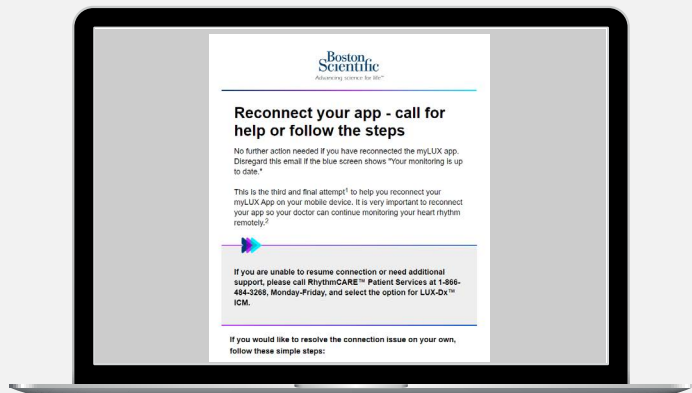 Boston
Scientific
Advancing science for life™
Reconnect your app - call for
help or follow the steps
No further action needed if you have reconnected the myLUX app.
Disregard this email if the blue screen shows "Your monitoring is up
to date."
This is the third and final attempt1 to help you reconnect your
myLUX App on your mobile device. It is very important to reconnect
your app so your doctor can continue monitoring your heart rhythm
remotely.2
If you are unable to resume connection or need additional
support, please call RhythmCARE™ Patient Services at 1-866-
484-3268, Monday-Friday, and select the option for LUX-Dx™
ICM.
If you would like to resolve the connection issue on your own,
follow these simple steps: